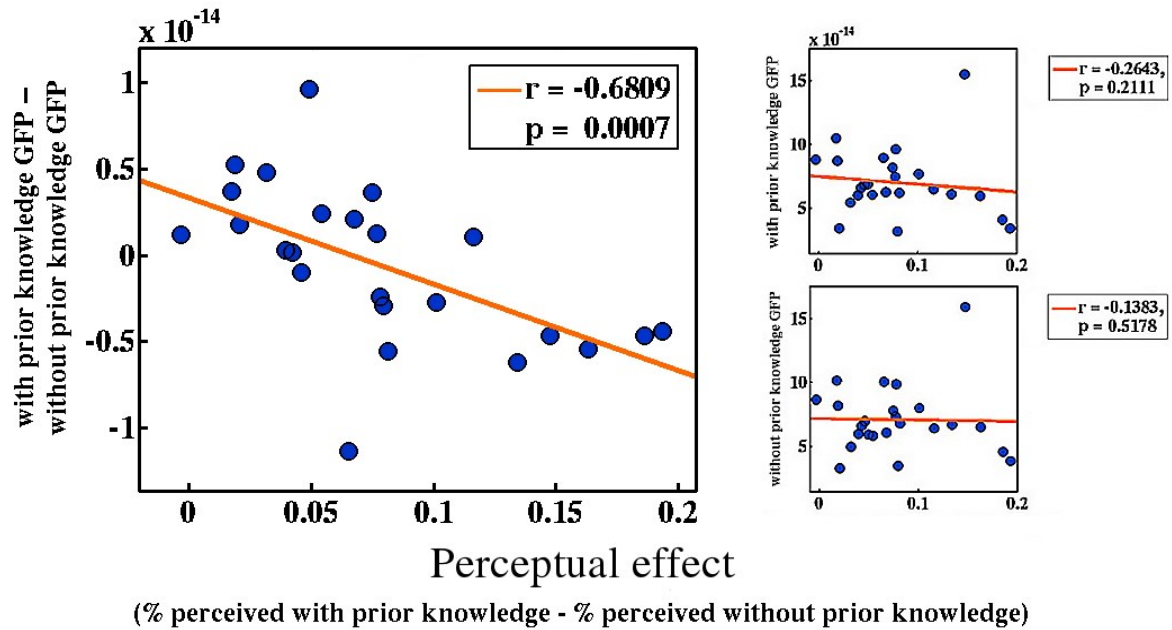 x 10^-14
with prior knowledge GFP –
without prior knowledge GFP
1
0.5
0
-0.5
-1
r = -0.6809
p = 0.0007
0 0.05 0.1 0.15 0.2
x 10^-14
with prior knowledge GFP
15
10
5
0 0.1 0.2
r = -0.2643,
p = 0.2111
without prior knowledge GFP
15
10
5
0 0.1 0.2
r = -0.1383,
p = 0.5178
Perceptual effect
(% perceived with prior knowledge - % perceived without prior knowledge)